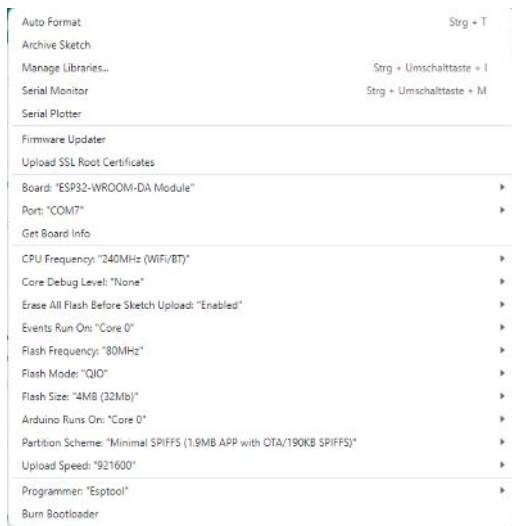 Auto Format Strg + T
Archive Sketch
Manage Libraries... Strg + Umschalttaste + I
Serial Monitor Strg + Umschalttaste + M
Serial Plotter
Firmware Updater
Upload SSL Root Certificates
Board: "ESP32-WROOM-DA Module"
Port: "COM7"
Get Board Info
CPU Frequency: "240MHz (WiFi/BT)"
Core Debug Level: "None"
Erase All Flash Before Sketch Upload: "Enabled"
Events Run On: "Core 0"
Flash Frequency: "80MHz"
Flash Mode: "QIO"
Flash Size: "4MB (32Mb)"
Arduino Runs On: "Core 0"
Partition Scheme: "Minimal SPIFFS (1.9MB APP with OTA/190KB SPIFFS)"
Upload Speed: "921600"
Programmer: "Esptool"
Burn Bootloader